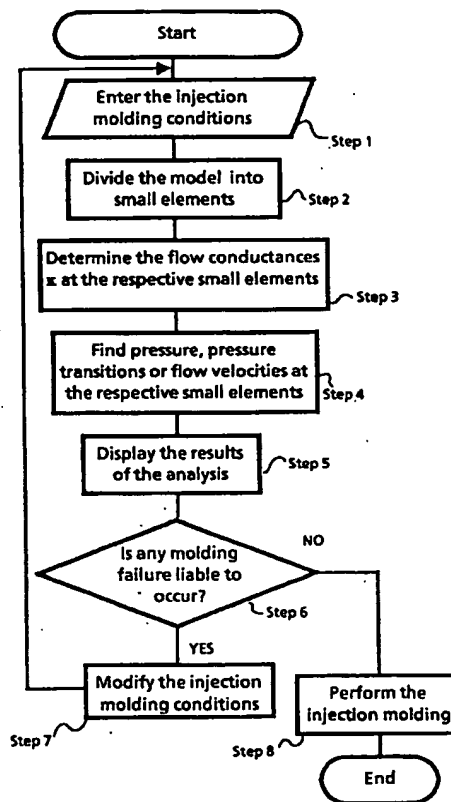 Start
Enter the injection
molding conditions
Step 1
Divide the model into
small elements
Step 2
Determine the flow conductances
κ at the respective small elements
Step 3
Find pressure, pressure
transitions or flow velocities at
the respective small elements
Step 4
Display the results
of the analysis
Step 5
Is any molding
failure liable to
occur?
NO
Step 6
YES
Modify the injection
molding conditions
Step 7
Perform the
injection molding
Step 8
End